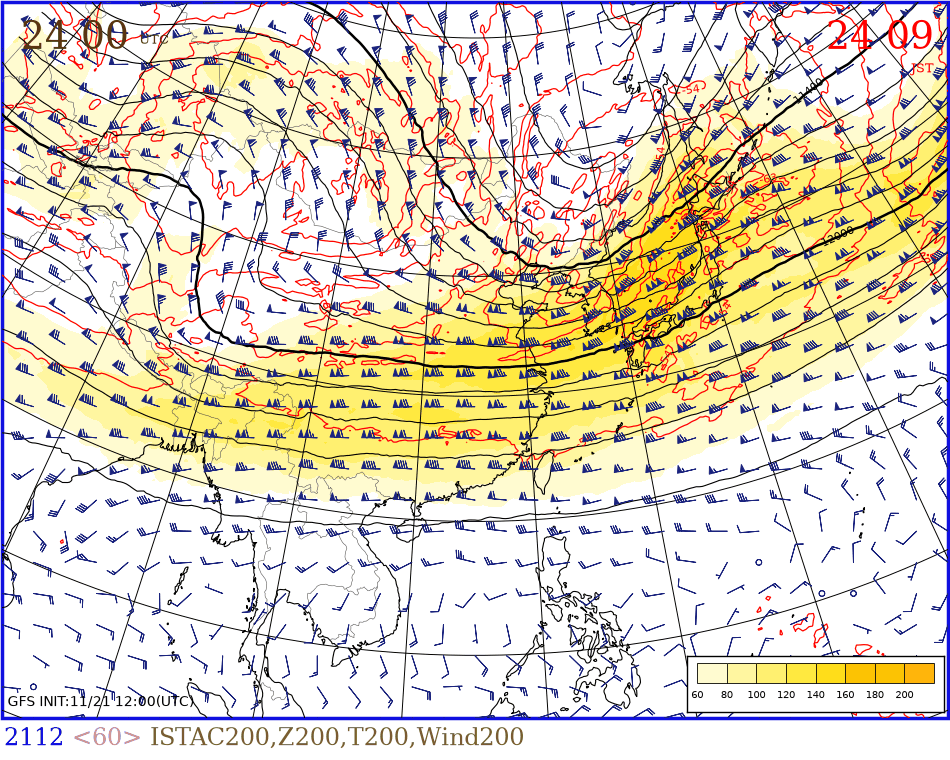 24 00 UTC
24 09
JST
-54
12000
60 80 100 120 140 160 180 200
GFS INIT:11/21 12:00(UTC)
2112 <60> ISTAC200,Z200,T200,Wind200